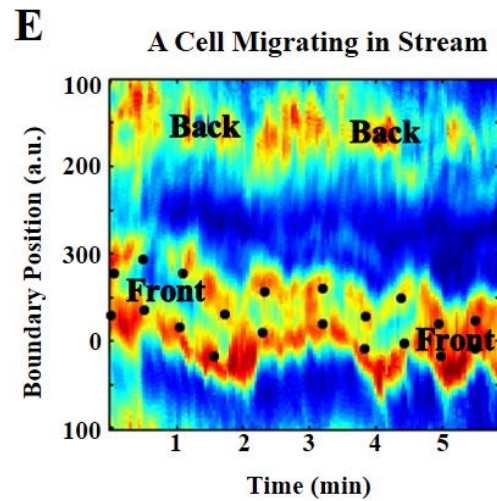 E
A Cell Migrating in Stream
Boundary Position (a.u.)
100
200
300
0
100
Back
Back
Front
Front
1
2
3
4
5
Time (min)